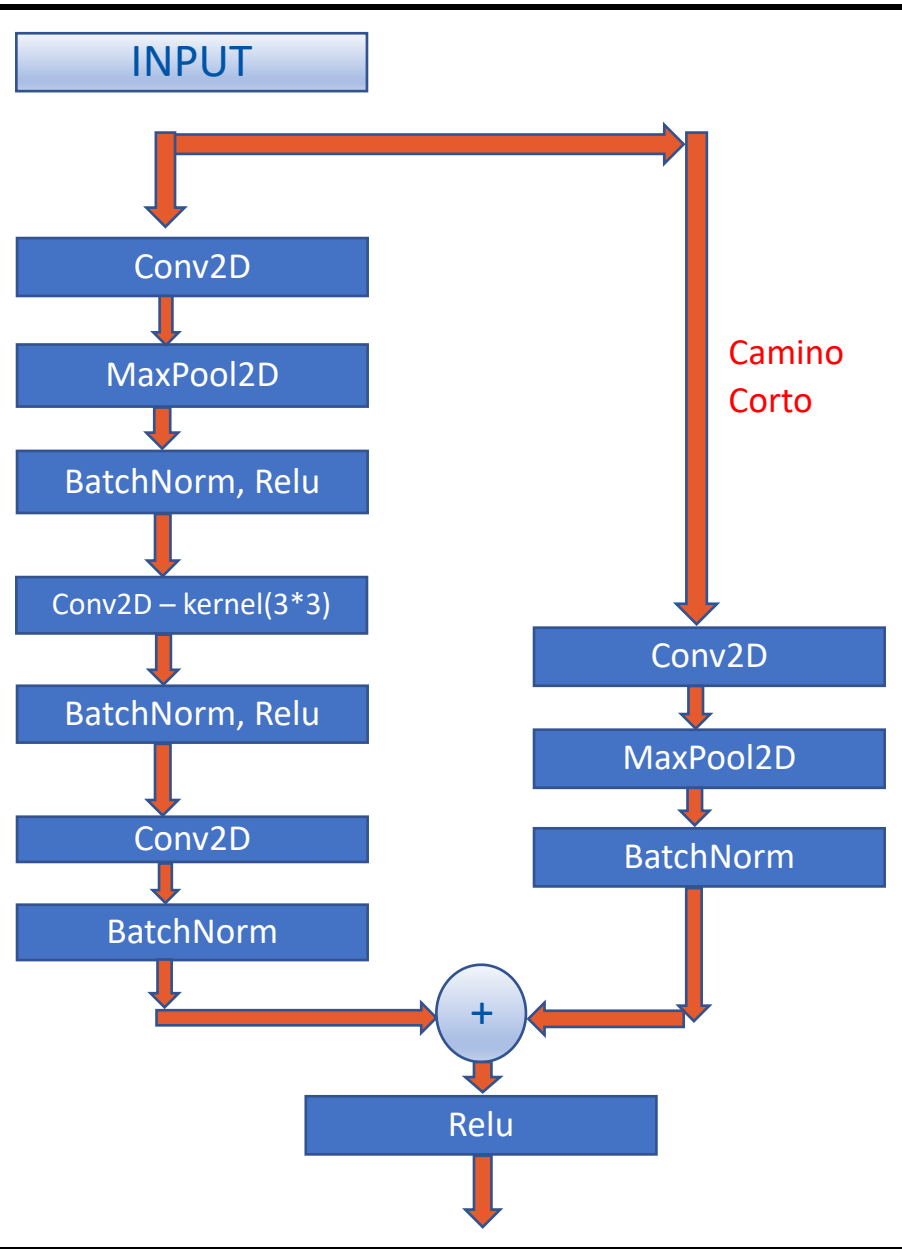 INPUT
Conv2D
MaxPool2D
BatchNorm, Relu
Conv2D – kernel(3*3)
BatchNorm, Relu
Conv2D
BatchNorm
Camino
Corto
Conv2D
MaxPool2D
BatchNorm
+
Relu